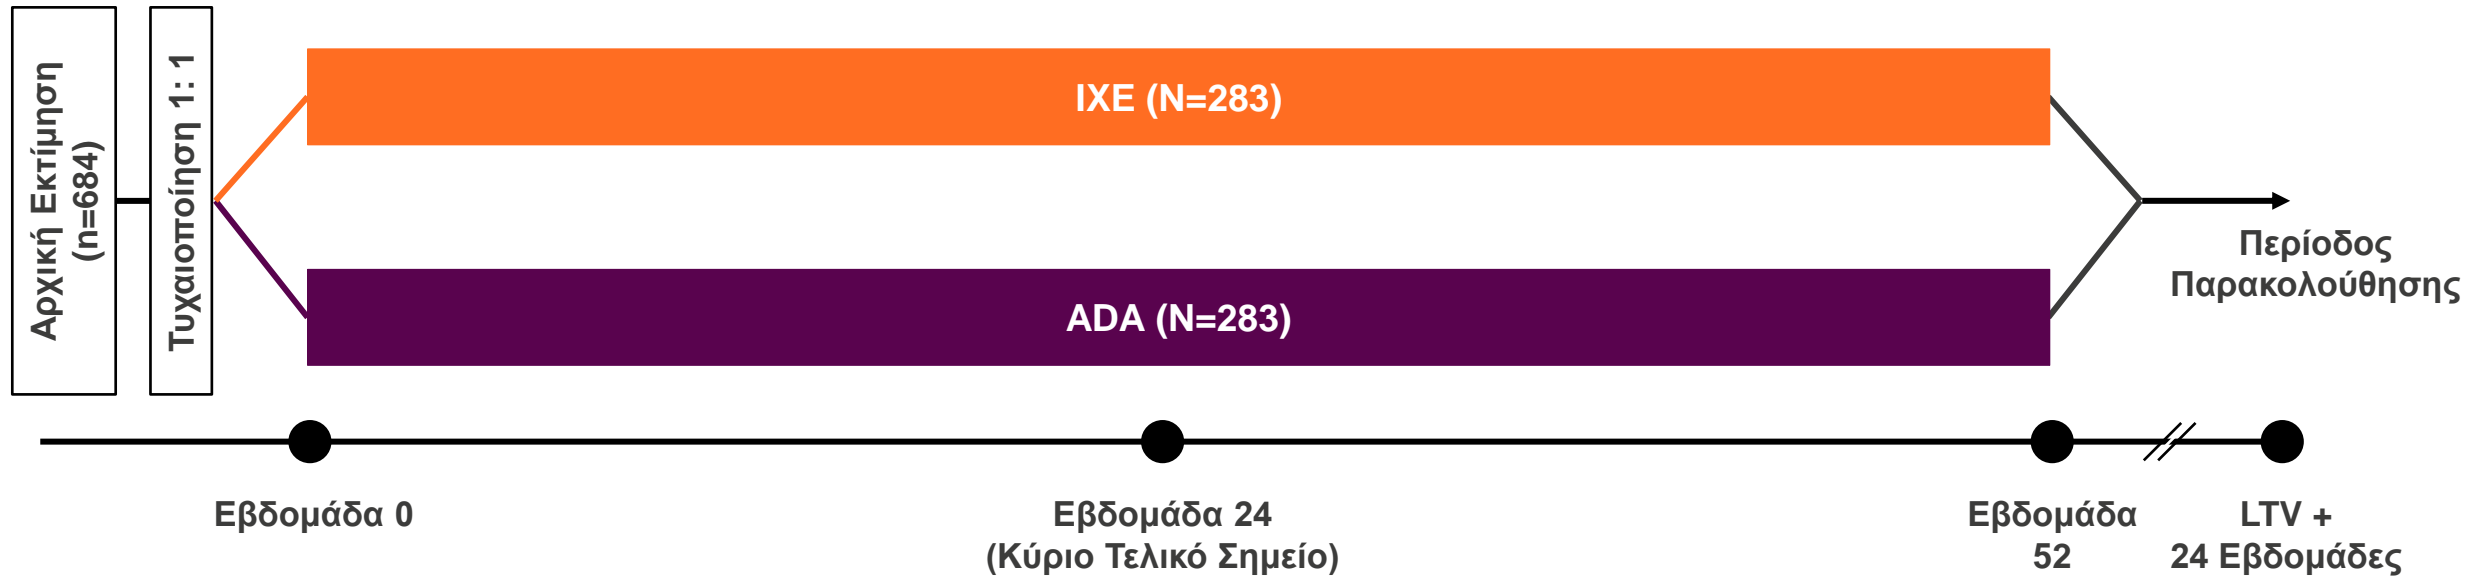 Αρχική Εκτίμηση
(n=684)
Τυχαιοποίηση 1: 1
IXE (N=283)
ADA (N=283)
Περίοδος
Παρακολούθησης
Εβδομάδα 0
Εβδομάδα 24
(Κύριο Τελικό Σημείο)
Εβδομάδα
52
LTV +
24 Εβδομάδες